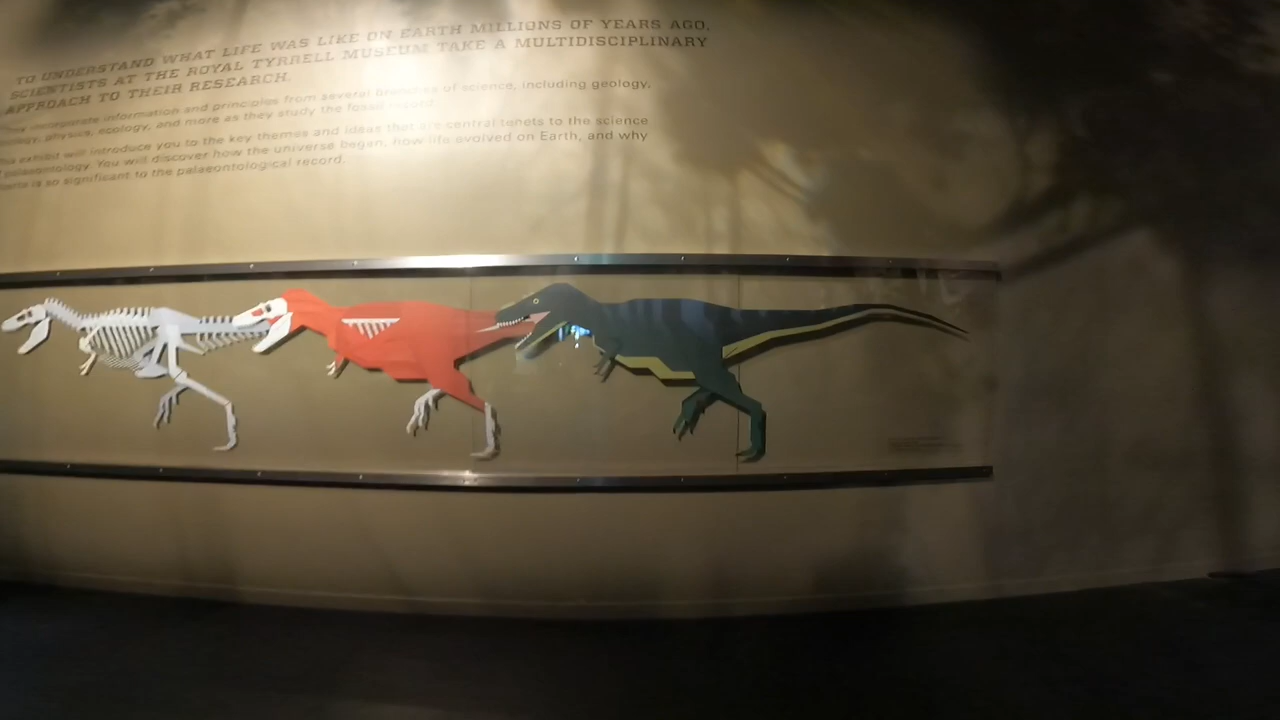 TO UNDERSTAND WHAT LIFE WAS LIKE ON EARTH MILLIONS OF YEARS AGO,
SCIENTISTS AT THE ROYAL TYRRELL MUSEUM TAKE A MULTIDISCIPLINARY
APPROACH TO THEIR RESEARCH.
incorporate information and principles from several branches of science, including geology,
physics, ecology, and more as they study the fossil record.
exhibit will introduce you to the key themes and ideas that are central tenets to the science
palaeontology. You will discover how the universe began, how life evolved on Earth, and why
is so significant to the palaeontological record.